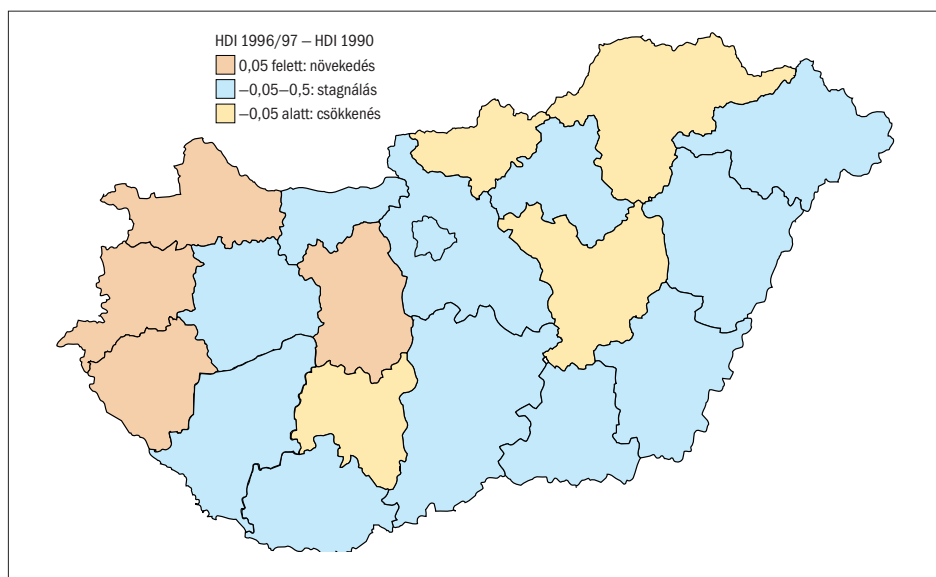 HDI 1996/97 – HDI 1990
0,05 felett: növekedés
–0,05–0,5: stagnálás
–0,05 alatt: csökkenés